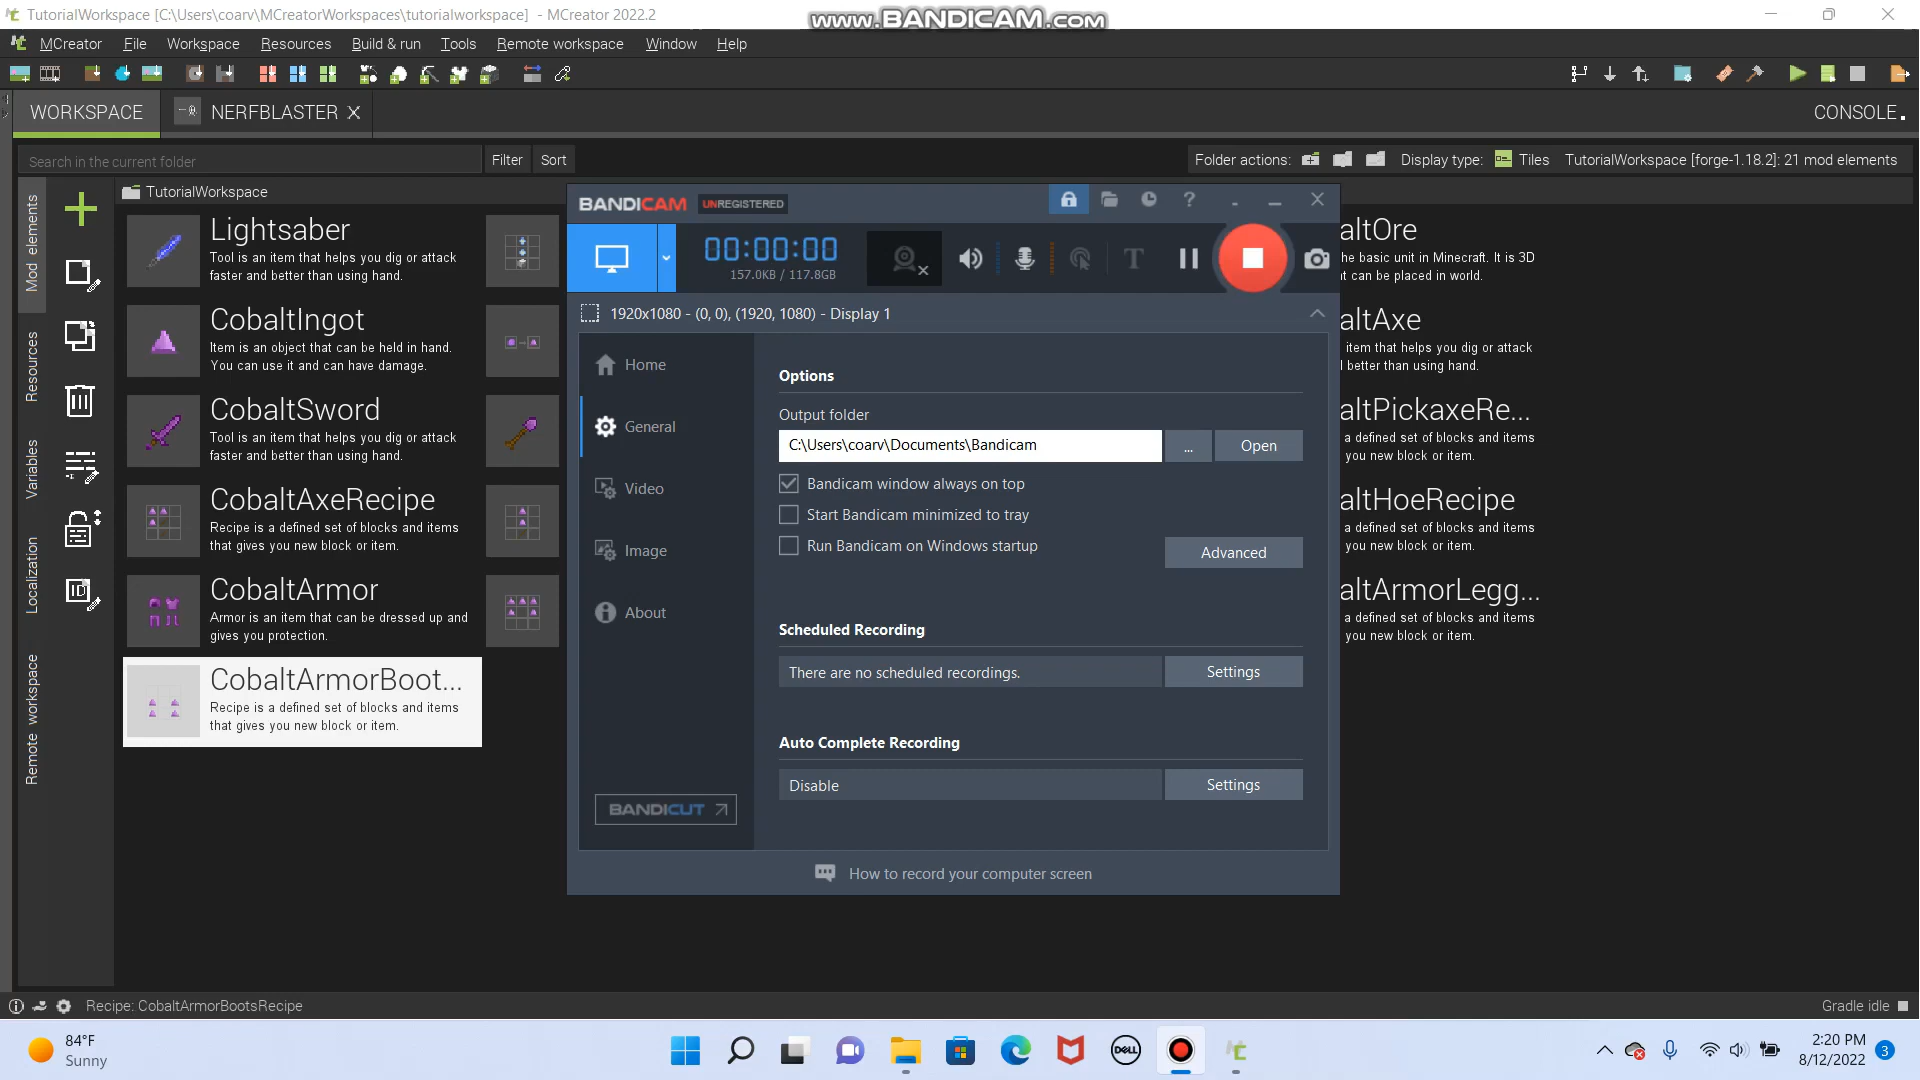 TutorialWorkspace [C:\Users\coarv\MCreatorWorkspaces\tutorialworkspace] - MCreator 2022.2
www.BANDICAM.com
MCreator File Workspace Resources Build & run Tools Remote workspace Window Help
WORKSPACE NERFBLASTER CONSOLE
Search in the current folder Filter Sort Folder actions: Display type: Tiles TutorialWorkspace [forge-1.18.2]: 21 mod elements
TutorialWorkspace
Mod elements
Resources
Variables
Localization
Remote workspace
Lightsaber
Tool is an item that helps you dig or attack
faster and better than using hand.
CobaltIngot
Item is an object that can be held in hand.
You can use it and can have damage.
CobaltSword
Tool is an item that helps you dig or attack
faster and better than using hand.
CobaltAxeRecipe
Recipe is a defined set of blocks and items
that gives you new block or item.
CobaltArmor
Armor is an item that can be dressed up and
gives you protection.
CobaltArmorBoot...
Recipe is a defined set of blocks and items
that gives you new block or item.
BANDICAM UNREGISTERED
00:00:00
157.0KB / 117.8GB
1920x1080 - (0, 0), (1920, 1080) - Display 1
Home
General
Video
Image
About
BANDICUT
Options
Output folder
C:\Users\coarv\Documents\Bandicam ... Open
Bandicam window always on top
Start Bandicam minimized to tray
Run Bandicam on Windows startup
Advanced
Scheduled Recording
There are no scheduled recordings. Settings
Auto Complete Recording
Disable Settings
How to record your computer screen
altOre
he basic unit in Minecraft. It is 3D
t can be placed in world.
altAxe
item that helps you dig or attack
and better than using hand.
altPickaxeRe...
a defined set of blocks and items
you new block or item.
altHoeRecipe
a defined set of blocks and items
you new block or item.
altArmorLegg...
a defined set of blocks and items
you new block or item.
Recipe: CobaltArmorBootsRecipe Gradle idle
84°F
Sunny
DELL
2:20 PM
8/12/2022
3